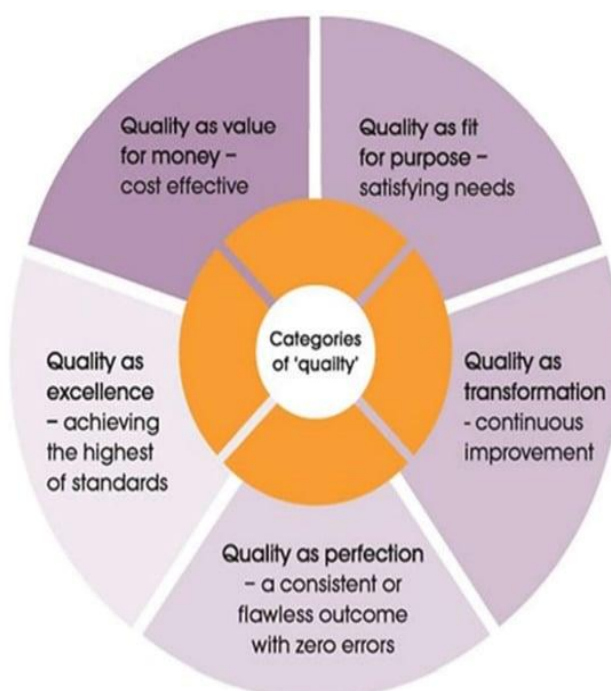 Quality as value
for money –
cost effective
Quality as fit
for purpose –
satisfying needs
Categories
of ‘quailty’
Quality as
excellence
– achieving
the highest
of standards
Quality as
transformation
- continuous
improvement
Quality as perfection
– a consistent or
flawless outcome
with zero errors